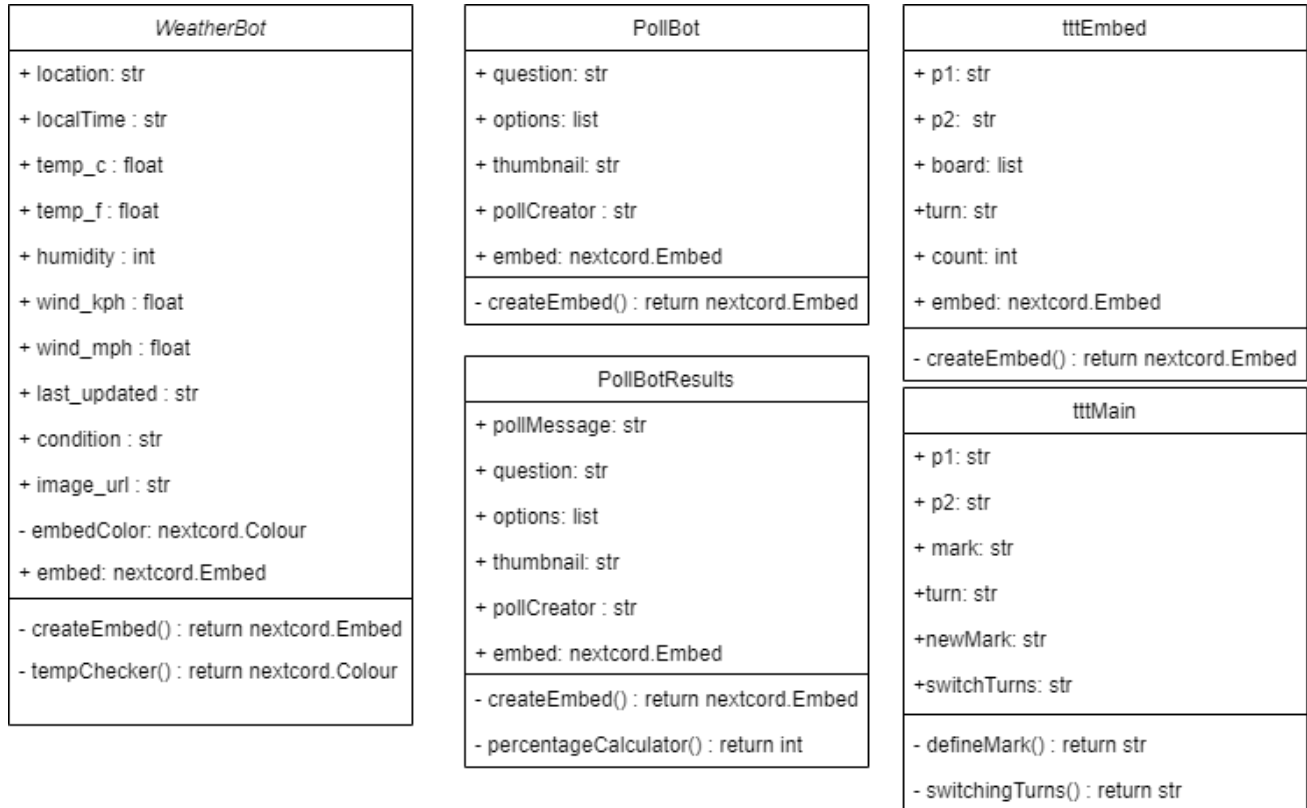 WeatherBot
+ location: str
+ localTime : str
+ temp_c : float
+ temp_f : float
+ humidity : int
+ wind_kph : float
+ wind_mph : float
+ last_updated : str
+ condition : str
+ image_url : str
- embedColor: nextcord.Colour
+ embed: nextcord.Embed
- createEmbed() : return nextcord.Embed
- tempChecker() : return nextcord.Colour
PollBot
+ question: str
+ options: list
+ thumbnail: str
+ pollCreator : str
+ embed: nextcord.Embed
- createEmbed() : return nextcord.Embed
PollBotResults
+ pollMessage: str
+ question: str
+ options: list
+ thumbnail: str
+ pollCreator : str
+ embed: nextcord.Embed
- createEmbed() : return nextcord.Embed
- percentageCalculator() : return int
tttEmbed
+ p1: str
+ p2:  str
+ board: list
+turn: str
+ count: int
+ embed: nextcord.Embed
- createEmbed() : return nextcord.Embed
tttMain
+ p1: str
+ p2: str
+ mark: str
+turn: str
+newMark: str
+switchTurns: str
- defineMark() : return str
- switchingTurns() : return str